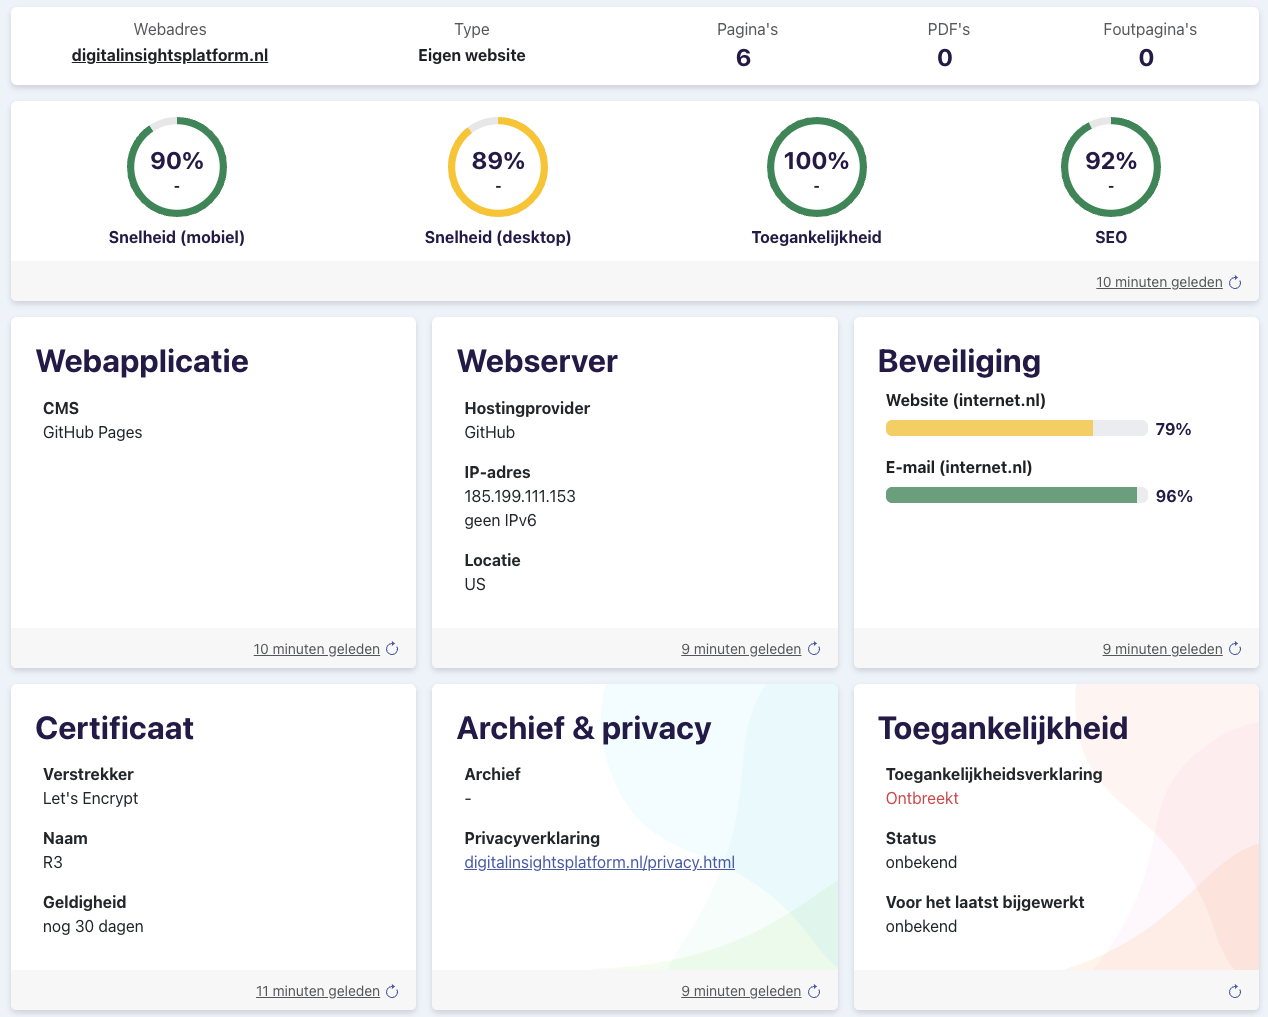 Webadres
digitalinsightsplatform.nl
Type
Eigen website
Pagina's
6
PDF's
0
Foutpagina's
0
90%
-
Snelheid (mobiel)
89%
-
Snelheid (desktop)
100%
-
Toegankelijkheid
92%
-
SEO
10 minuten geleden
Webapplicatie
CMS
GitHub Pages
10 minuten geleden
Webserver
Hostingprovider
GitHub
IP-adres
185.199.111.153
geen IPv6
Locatie
US
9 minuten geleden
Beveiliging
Website (internet.nl)
79%
E-mail (internet.nl)
96%
9 minuten geleden
Certificaat
Verstrekker
Let's Encrypt
Naam
R3
Geldigheid
nog 30 dagen
11 minuten geleden
Archief & privacy
Archief
-
Privacyverklaring
digitalinsightsplatform.nl/privacy.html
9 minuten geleden
Toegankelijkheid
Toegankelijkheidsverklaring
Ontbreekt
Status
onbekend
Voor het laatst bijgewerkt
onbekend